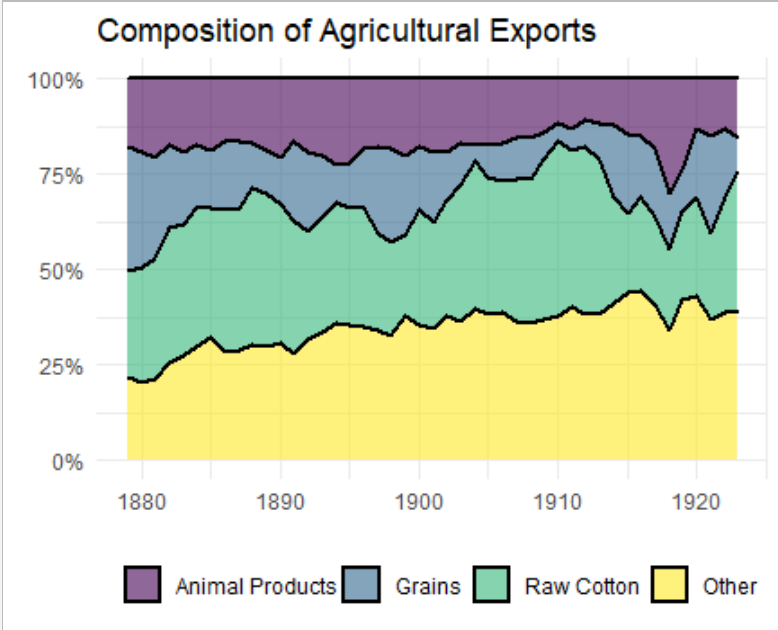 Composition of Agricultural Exports
100%
75%
50%
25%
0%
1880 1890 1900 1910 1920
Animal Products Grains Raw Cotton Other